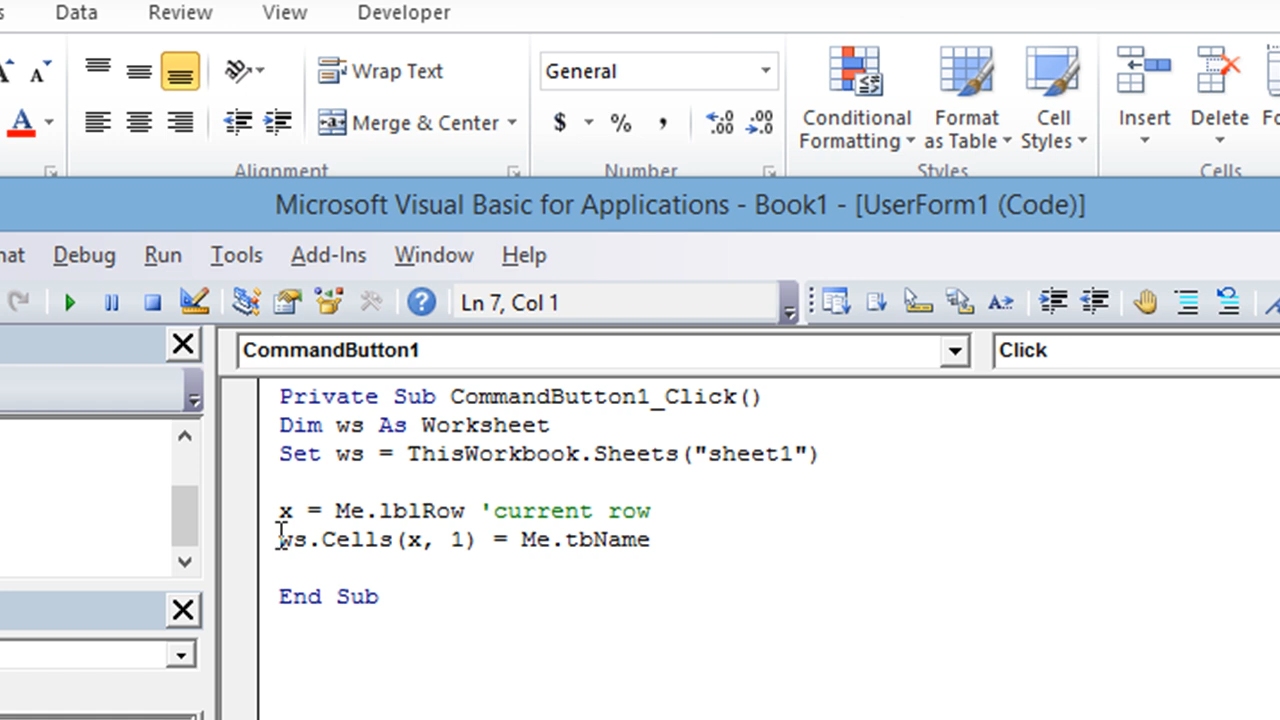 Data Review View Developer
Wrap Text General
Merge & Center $ % , Conditional Formatting Format as Table Cell Styles Insert Delete
Alignment Number Styles Cells
Microsoft Visual Basic for Applications - Book1 - [UserForm1 (Code)]
Debug Run Tools Add-Ins Window Help
Ln 7, Col 1
CommandButton1 Click
Private Sub CommandButton1_Click()
Dim ws As Worksheet
Set ws = ThisWorkbook.Sheets("sheet1")
x = Me.lblRow 'current row
ws.Cells(x, 1) = Me.tbName
End Sub